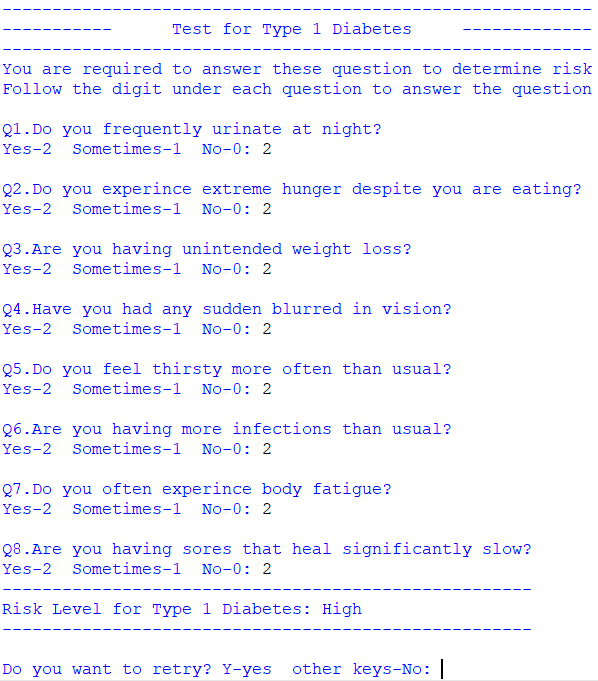 -----------------------------------------------------------
-----------      Test for Type 1 Diabetes     -------------
-----------------------------------------------------------
You are required to answer these question to determine risk
Follow the digit under each question to answer the question
Q1.Do you frequently urinate at night?
Yes-2  Sometimes-1  No-0: 2
Q2.Do you experince extreme hunger despite you are eating?
Yes-2  Sometimes-1  No-0: 2
Q3.Are you having unintended weight loss?
Yes-2  Sometimes-1  No-0: 2
Q4.Have you had any sudden blurred in vision?
Yes-2  Sometimes-1  No-0: 2
Q5.Do you feel thirsty more often than usual?
Yes-2  Sometimes-1  No-0: 2
Q6.Are you having more infections than usual?
Yes-2  Sometimes-1  No-0: 2
Q7.Do you often experince body fatigue?
Yes-2  Sometimes-1  No-0: 2
Q8.Are you having sores that heal significantly slow?
Yes-2  Sometimes-1  No-0: 2
-----------------------------------------------------
Risk Level for Type 1 Diabetes: High
-----------------------------------------------------
Do you want to retry? Y-yes  other keys-No: